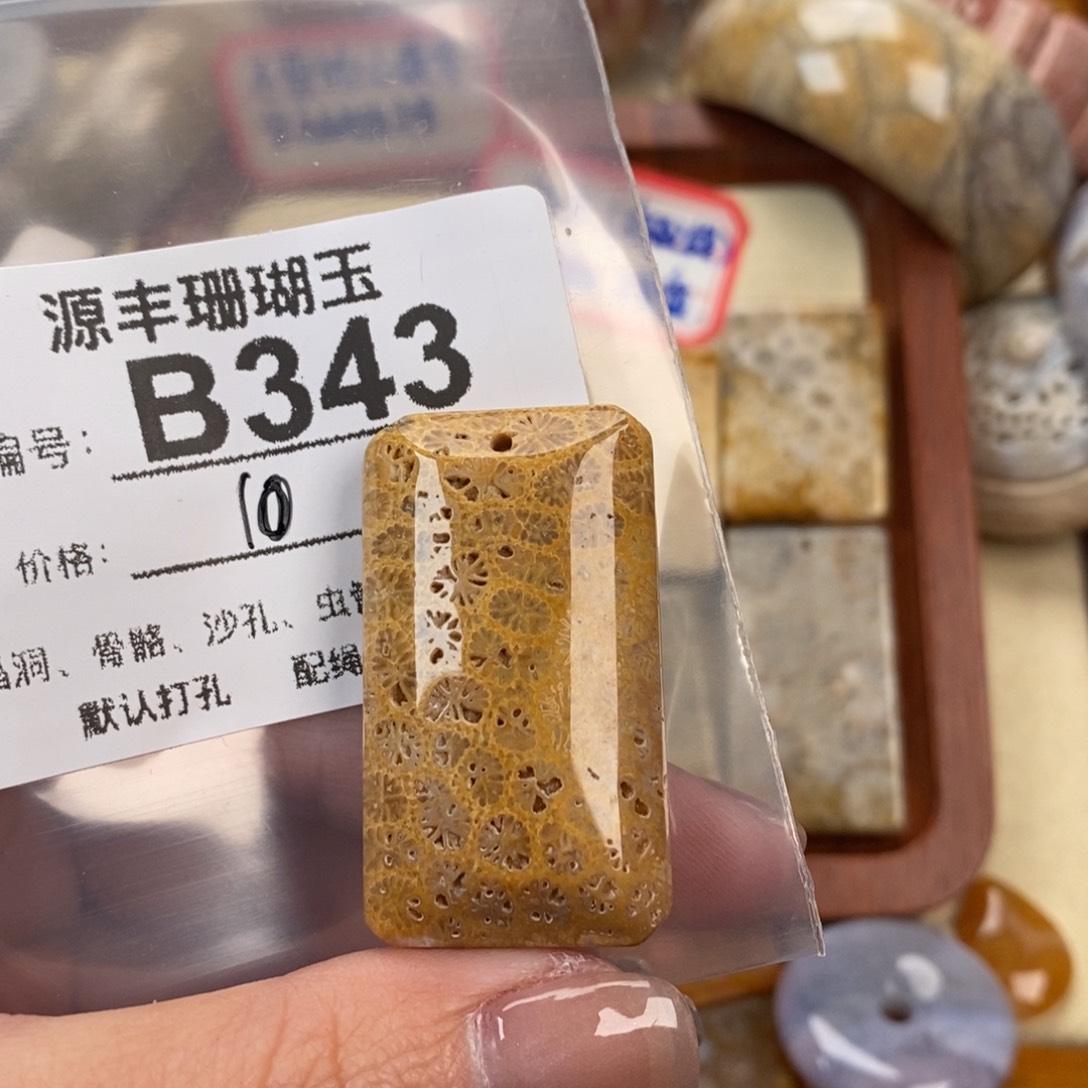 源丰珊瑚玉
编号: B343
价格: 10
晶洞、骨骼、沙孔、虫
默认打孔 配绳